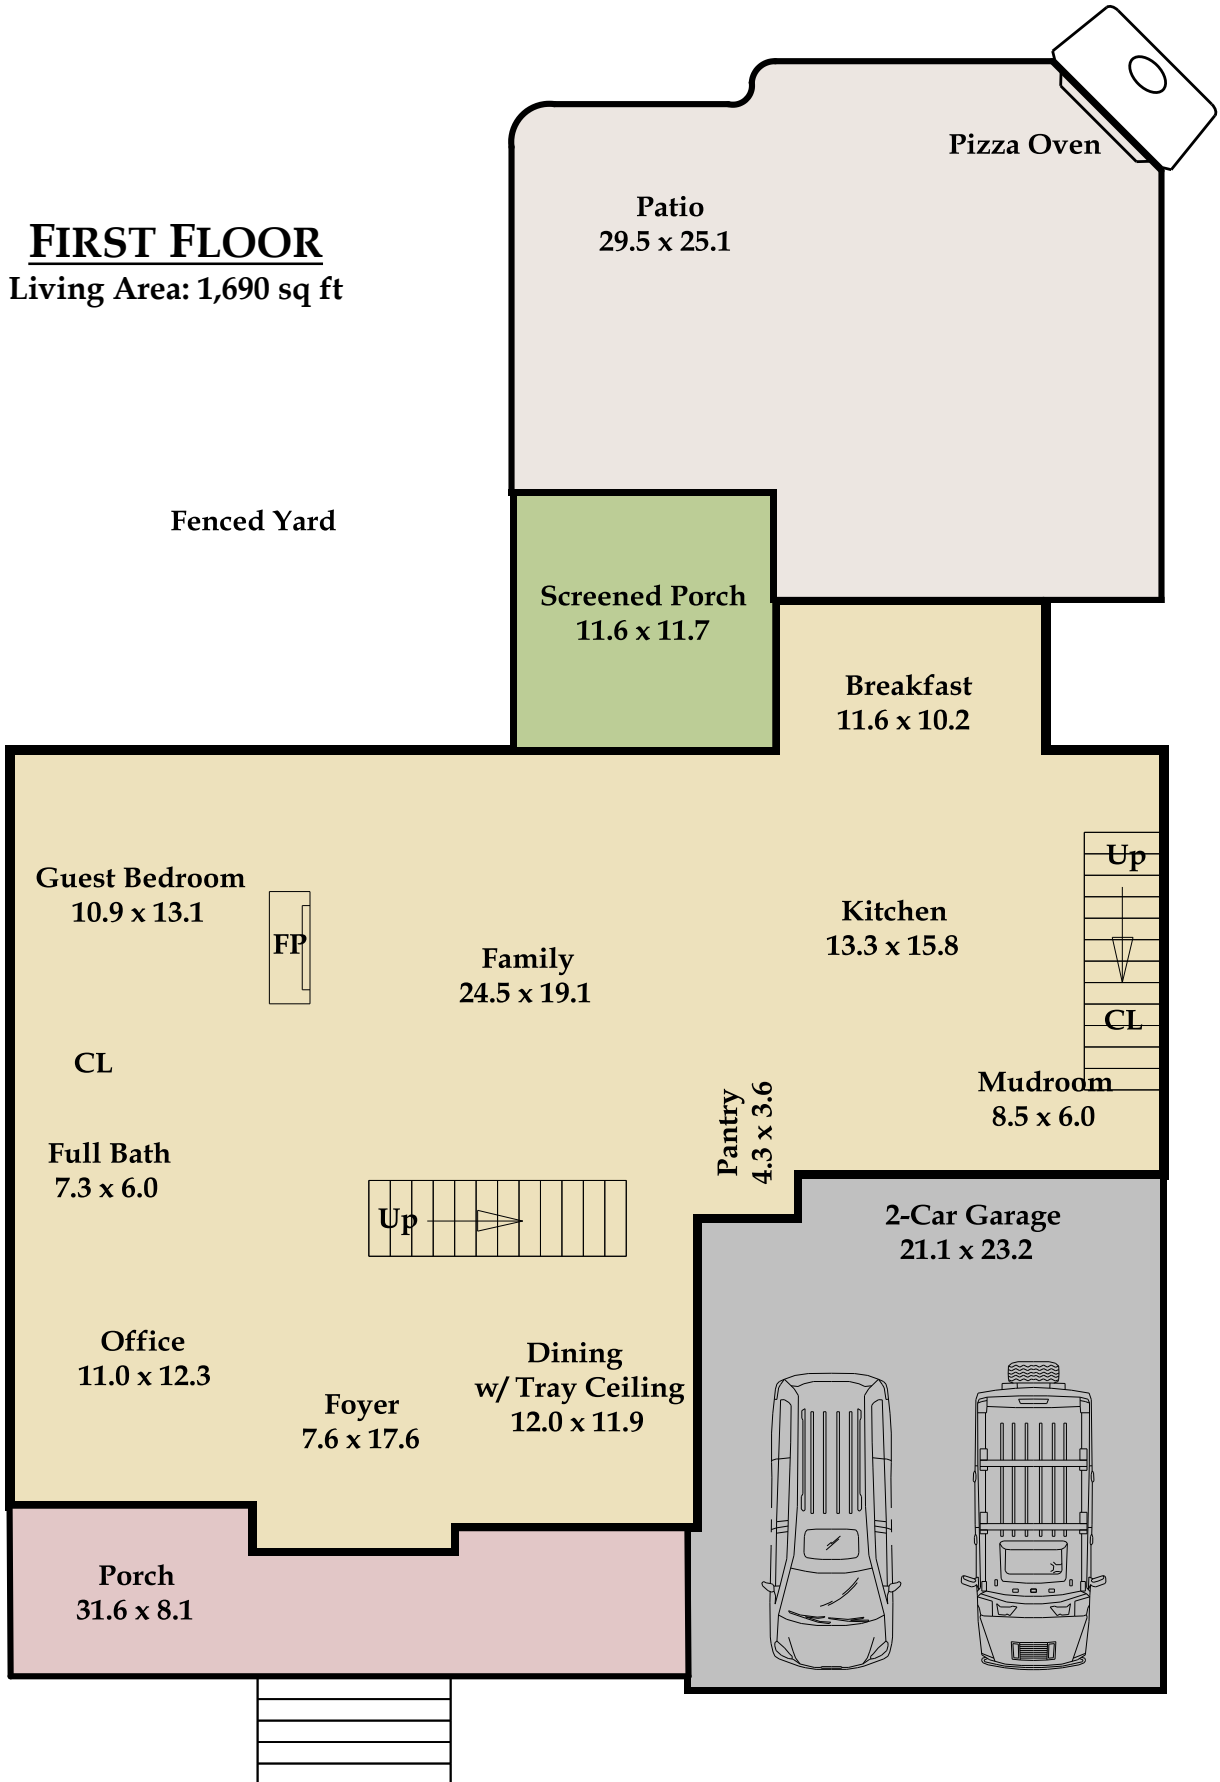 Pizza Oven
Patio
29.5 x 25.1
FIRST FLOOR
Living Area: 1,690 sq ft
Fenced Yard
Screened Porch
11.6 x 11.7
Breakfast
11.6 x 10.2
Guest Bedroom
10.9 x 13.1
FP
Family
24.5 x 19.1
Kitchen
13.3 x 15.8
Up
CL
Mudroom
8.5 x 6.0
CL
Full Bath
7.3 x 6.0
Pantry
4.3 x 3.6
Up
2-Car Garage
21.1 x 23.2
Office
11.0 x 12.3
Foyer
7.6 x 17.6
Dining
w/ Tray Ceiling
12.0 x 11.9
Porch
31.6 x 8.1